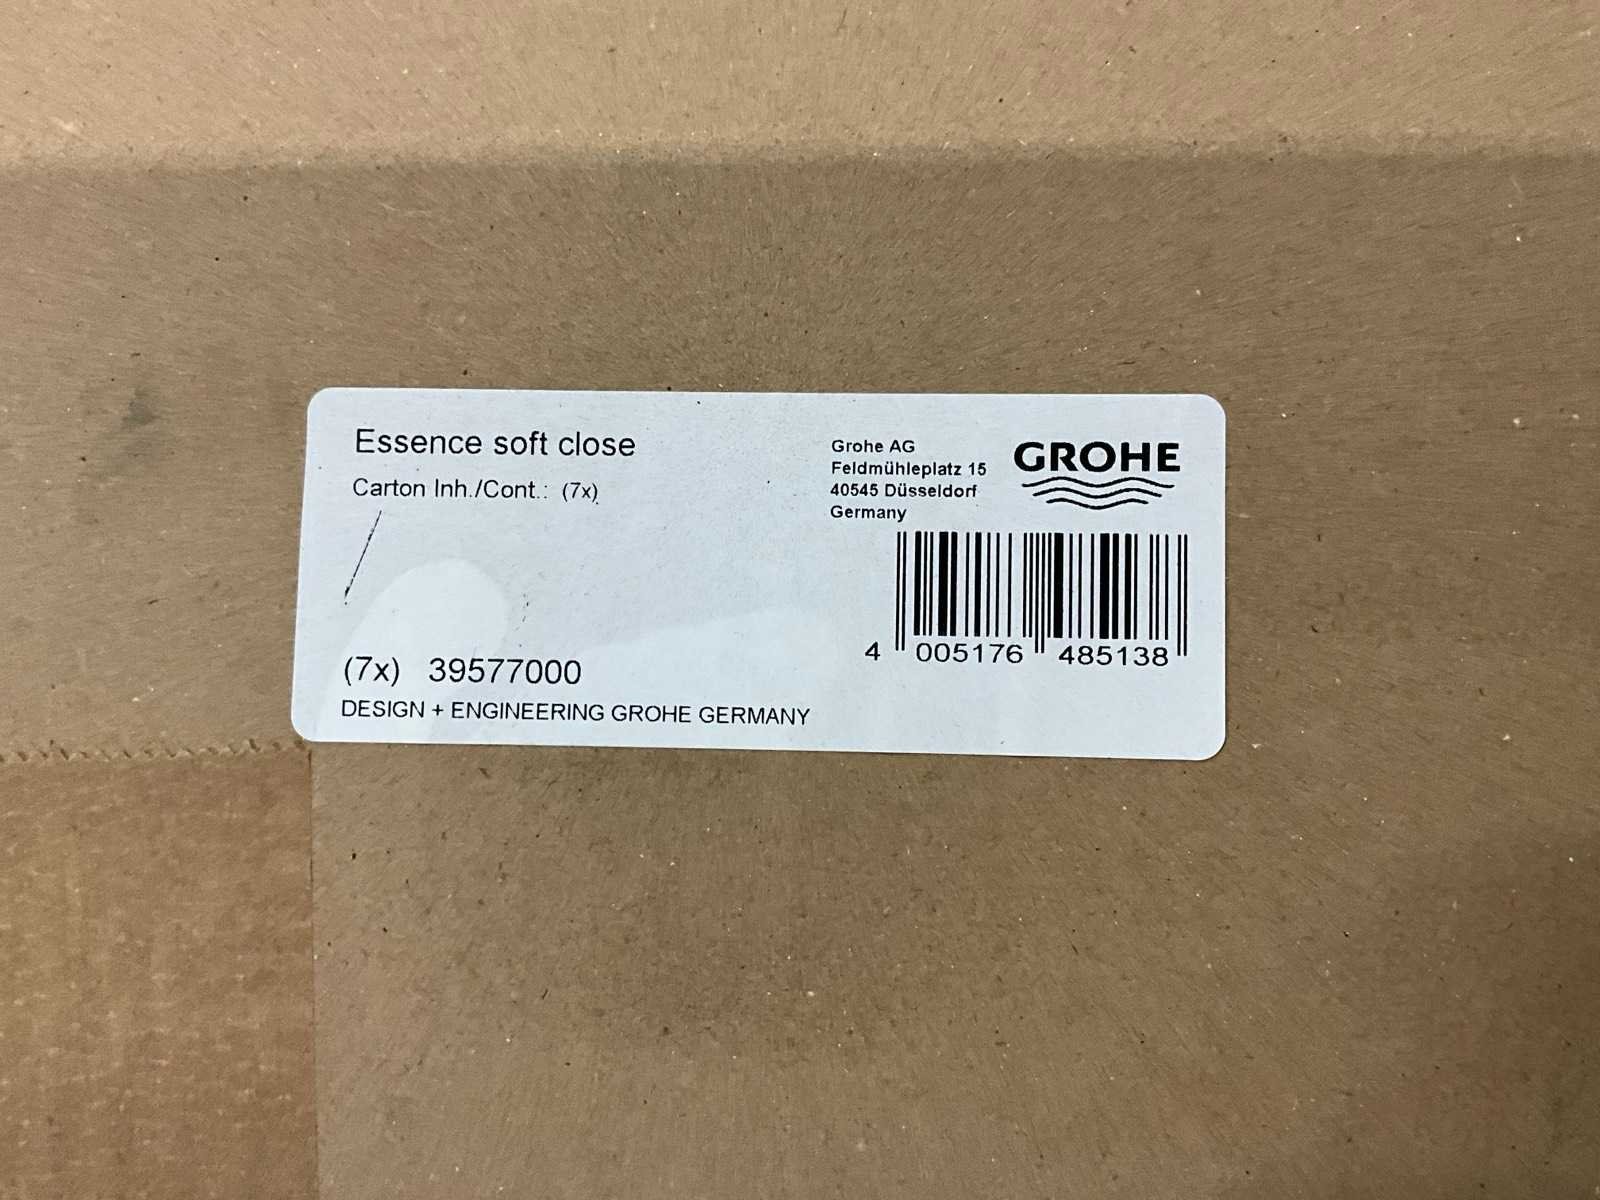 Essence soft close
Carton Inh./Cont.: (7x)
(7x) 39577000
DESIGN + ENGINEERING GROHE GERMANY
Grohe AG
Feldmühleplatz 15
40545 Düsseldorf
Germany
GROHE
4 005176 485138